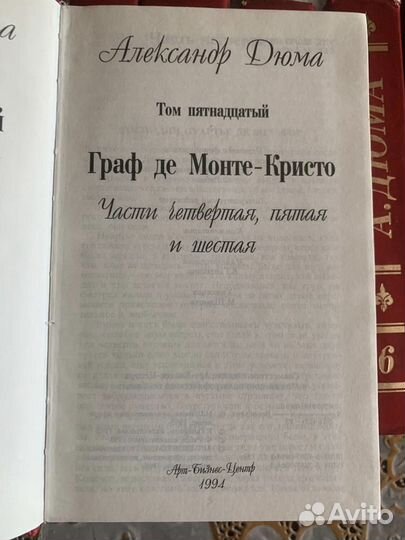 Александр Дюма
Том пятнадцатый
Граф де Монте-Кристо
Части четвертая, пятая
и шестая
Арт-Бизнес-Центр
1994
а
й
А. ДЮМА
6
Avito